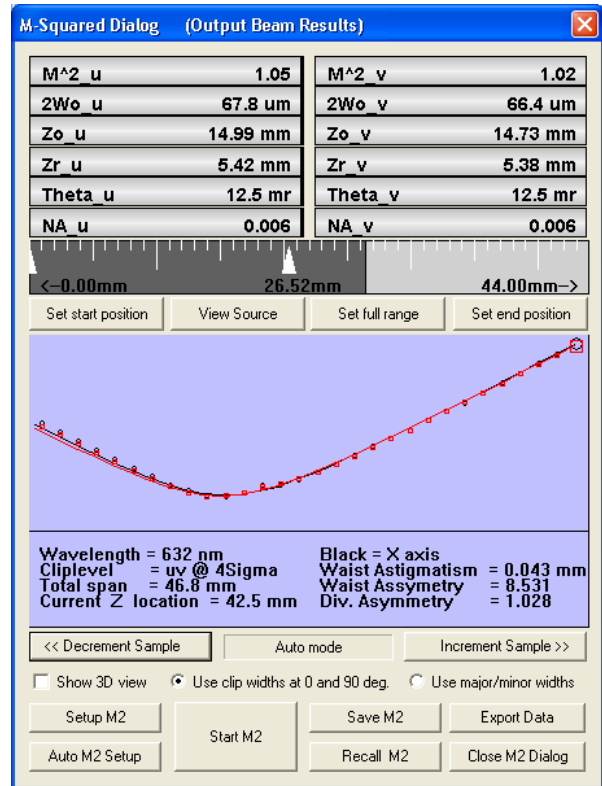 M-Squared Dialog (Output Beam Results)
M^2_u 1.05 M^2_v 1.02
2Wo_u 67.8 um 2Wo_v 66.4 um
Zo_u 14.99 mm Zo_v 14.73 mm
Zr_u 5.42 mm Zr_v 5.38 mm
Theta_u 12.5 mr Theta_v 12.5 mr
NA_u 0.006 NA_v 0.006
<-0.00mm 26.52mm 44.00mm->
Set start position View Source Set full range Set end position
Wavelength = 632 nm Black = X axis
Cliplevel = uv @ 4Sigma Waist Astigmatism = 0.043 mm
Total span = 46.8 mm Waist Assymetry = 8.531
Current Z location = 42.5 mm Div. Asymmetry = 1.028
<< Decrement Sample Auto mode Increment Sample >>
Show 3D view Use clip widths at 0 and 90 deg. Use major/minor widths
Setup M2 Start M2 Save M2 Export Data
Auto M2 Setup Recall M2 Close M2 Dialog